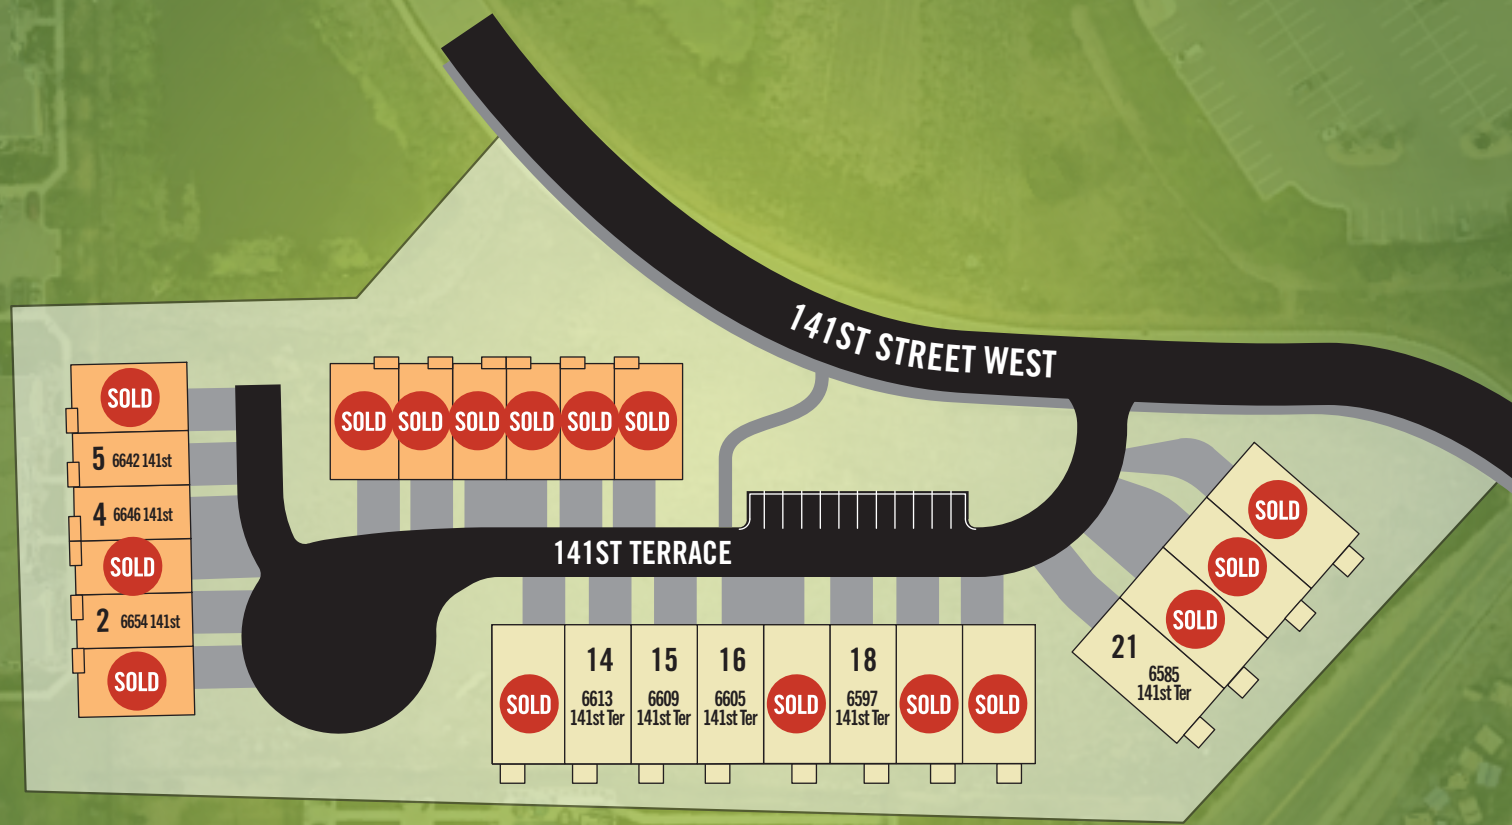 141ST STREET WEST
SOLD
5 6642 141st
4 6646 141st
SOLD
2 6654 141st
SOLD
SOLD SOLD SOLD SOLD SOLD SOLD
141ST TERRACE
SOLD
14
6613
141st Ter
15
6609
141st Ter
16
6605
141st Ter
SOLD
18
6597
141st Ter
SOLD
SOLD
SOLD
SOLD
SOLD
21
6585
141st Ter